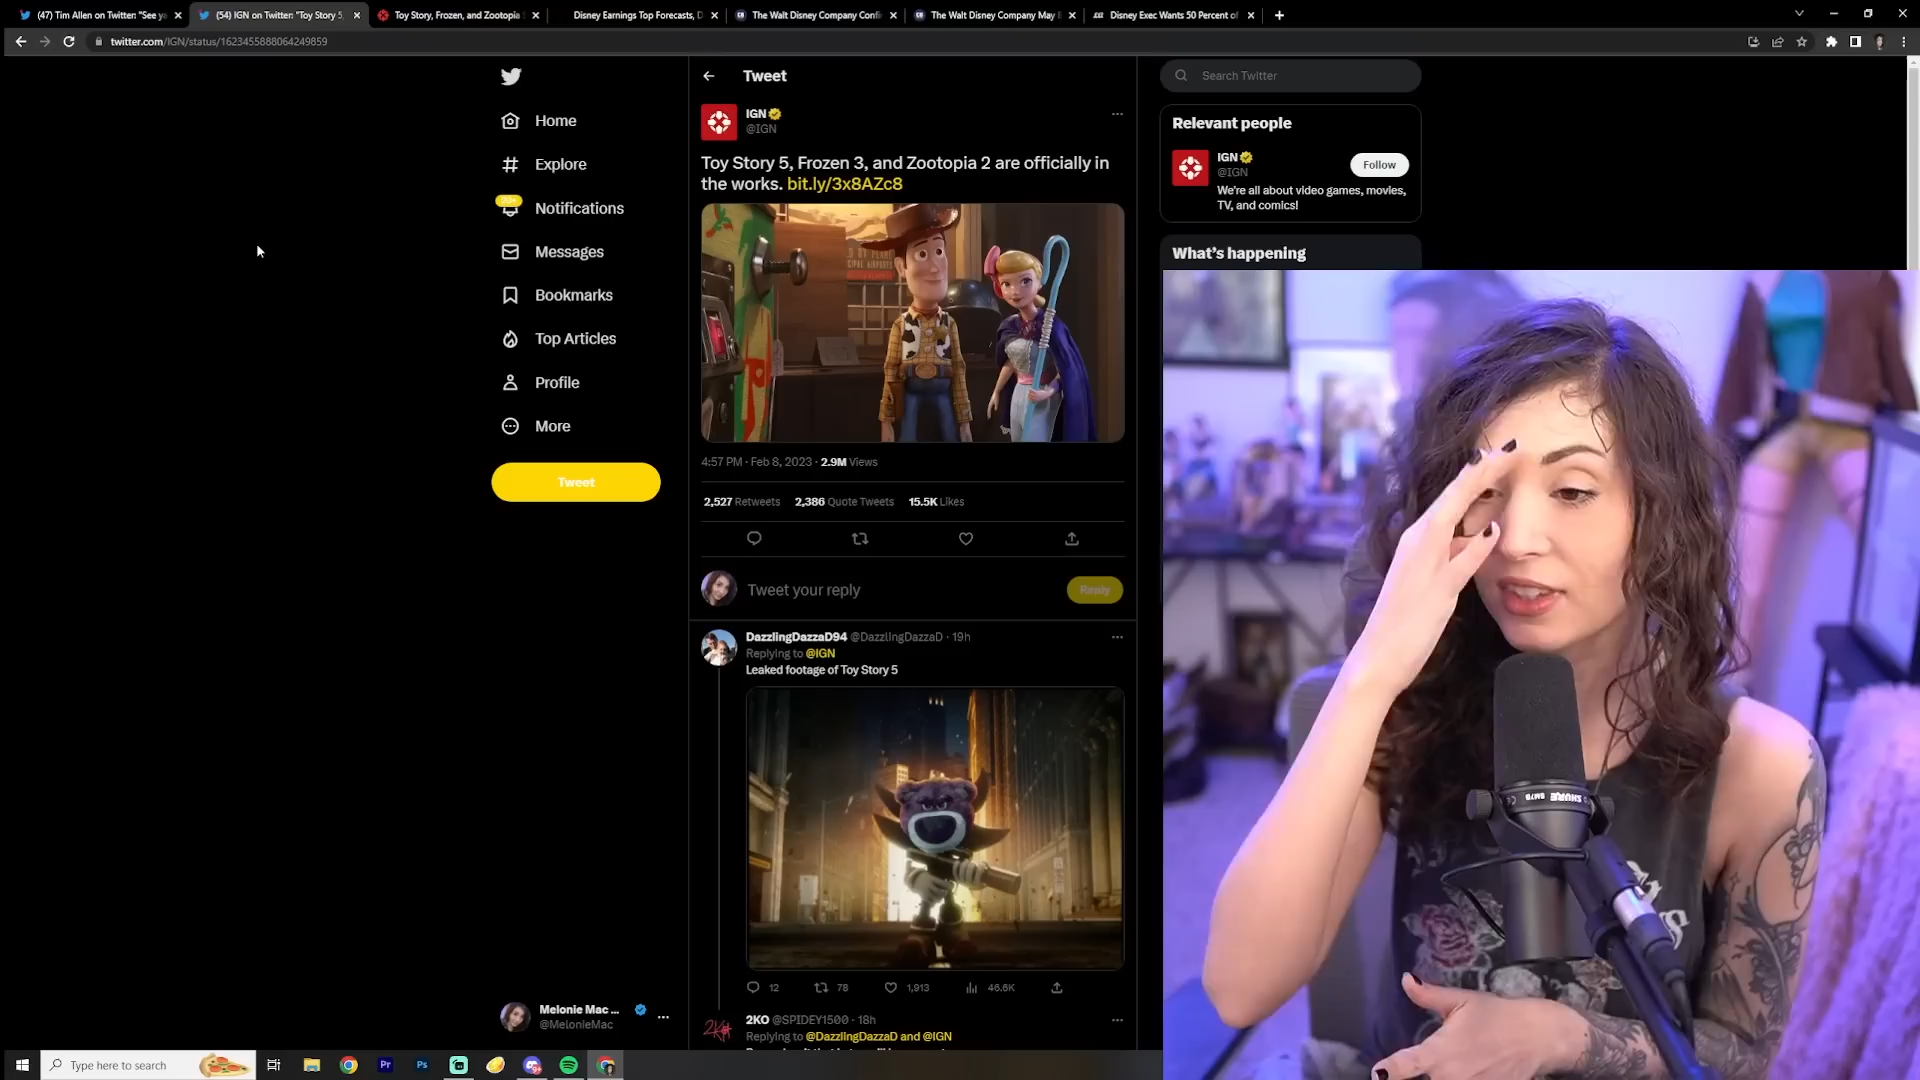 (47) Tim Allen on Twitter: "See ya
(54) IGN on Twitter: "Toy Story 5,
Toy Story, Frozen, and Zootopia
Disney Earnings Top Forecasts, D
The Walt Disney Company Confi
The Walt Disney Company May
Disney Exec Wants 50 Percent of
twitter.com/IGN/status/1623455888064249859
Home
Explore
20+
Notifications
Messages
Bookmarks
Top Articles
Profile
More
Tweet
Melonie Mac ...
@MelonieMac
Tweet
IGN
@IGN
Toy Story 5, Frozen 3, and Zootopia 2 are officially in
the works. bit.ly/3x8AZc8
4:57 PM · Feb 8, 2023 · 2.9M Views
2,527 Retweets 2,386 Quote Tweets 15.5K Likes
Tweet your reply
Reply
DazzlingDazzaD94 @DazzlingDazzaD · 19h
Replying to @IGN
Leaked footage of Toy Story 5
12 78 1,913 46.6K
2KO @SPIDEY1500 · 18h
Replying to @DazzlingDazzaD and @IGN
Search Twitter
Relevant people
IGN
@IGN
Follow
We're all about video games, movies,
TV, and comics!
What's happening
SHURE SM7B
Type here to search
Pr
Ps